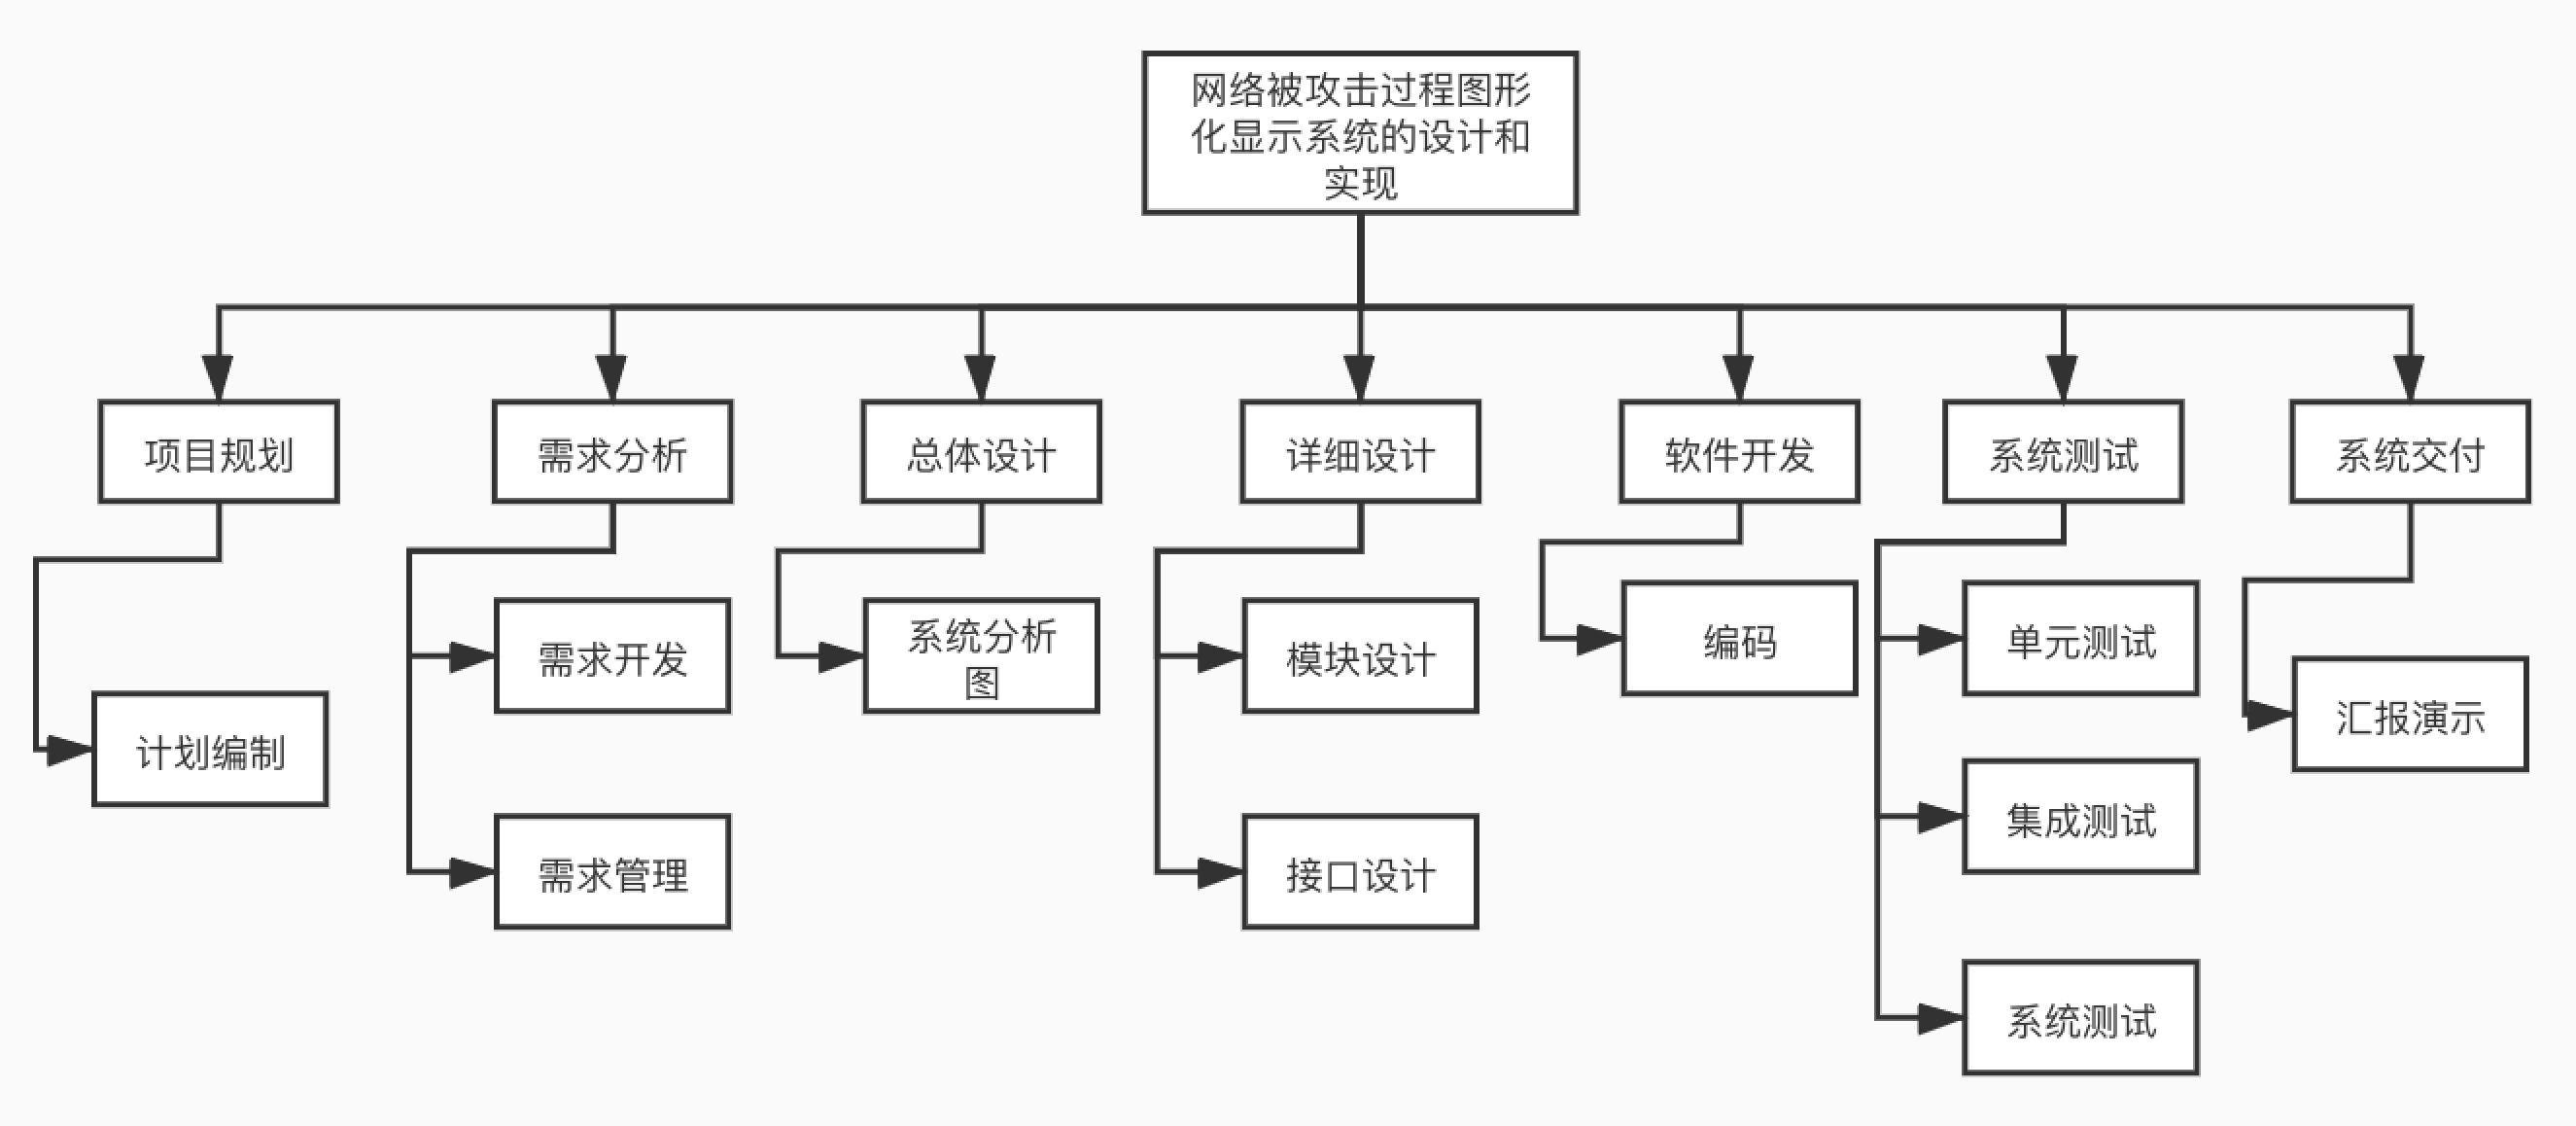 网络被攻击过程图形
化显示系统的设计和
实现
项目规划
需求分析
总体设计
详细设计
软件开发
系统测试
系统交付
计划编制
需求开发
需求管理
系统分析
图
模块设计
接口设计
编码
单元测试
集成测试
系统测试
汇报演示